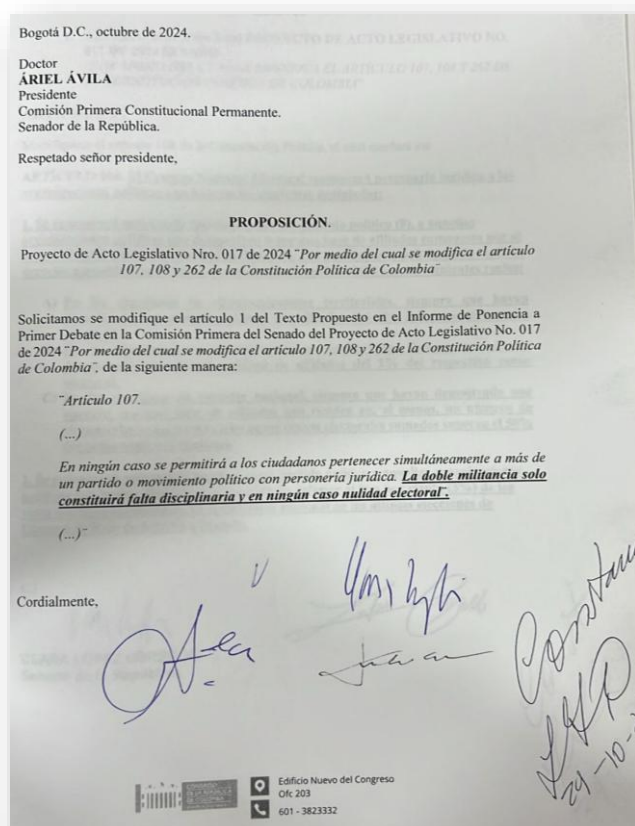 Bogotá D.C., octubre de 2024.
Doctor
ÁRIEL ÁVILA
Presidente
Comisión Primera Constitucional Permanente.
Senador de la República.
Respetado señor presidente,
PROPOSICIÓN.
Proyecto de Acto Legislativo Nro. 017 de 2024 ¨Por medio del cual se modifica el artículo
107, 108 y 262 de la Constitución Política de Colombia¨
Solicitamos se modifique el artículo 1 del Texto Propuesto en el Informe de Ponencia a
Primer Debate en la Comisión Primera del Senado del Proyecto de Acto Legislativo No. 017
de 2024 ¨Por medio del cual se modifica el artículo 107, 108 y 262 de la Constitución Política
de Colombia¨, de la siguiente manera:
¨Artículo 107.
(...)
En ningún caso se permitirá a los ciudadanos pertenecer simultáneamente a más de
un partido o movimiento político con personería jurídica. La doble militancia solo
constituirá falta disciplinaria y en ningún caso nulidad electoral¨.
(...)¨
Cordialmente,
Edificio Nuevo del Congreso
Ofc 203
601 - 3823332